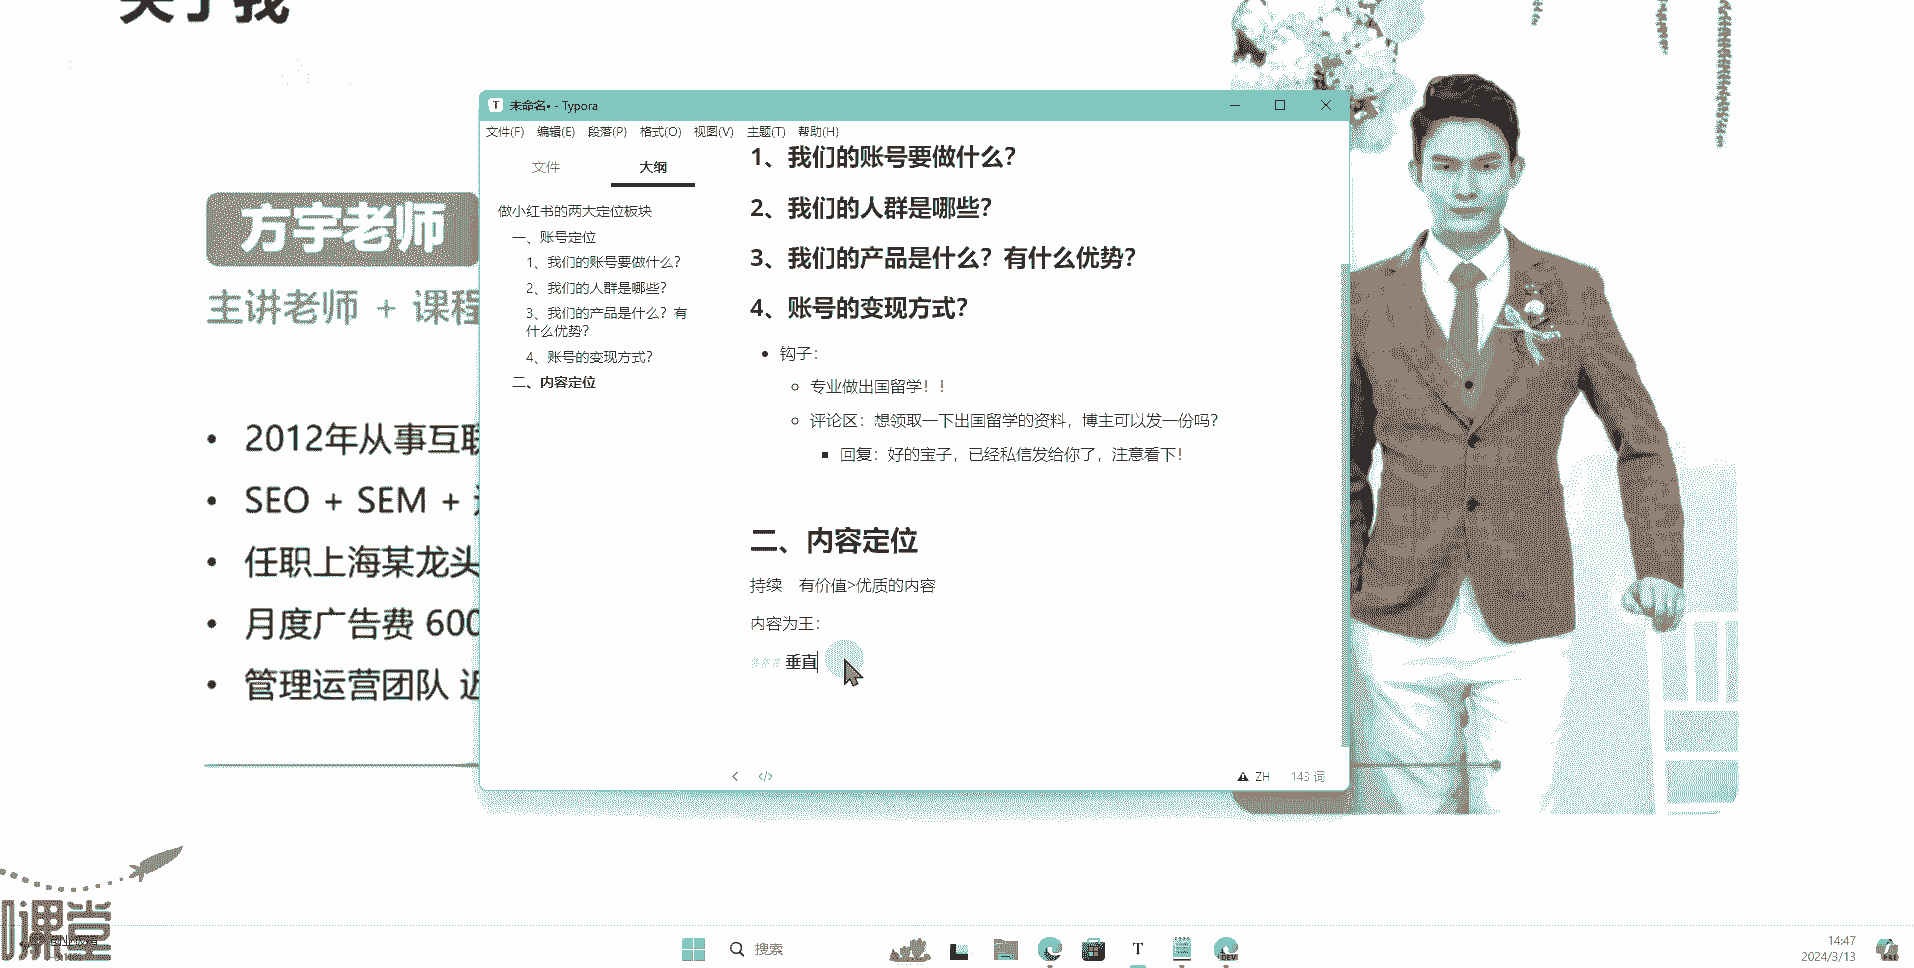 关于我
方宇老师
主讲老师 + 课程
• 2012年从事互联
• SEO + SEM +
• 任职上海某龙头
• 月度广告费 600
• 管理运营团队 近
未命名• - Typora
文件(F) 编辑(E) 段落(P) 格式(O) 视图(V) 主题(T) 帮助(H)
文件 大纲
做小红书的两大定位板块
一、账号定位
1、我们的账号要做什么?
2、我们的人群是哪些?
3、我们的产品是什么? 有
什么优势?
4、账号的变现方式?
二、内容定位
1、我们的账号要做什么?
2、我们的人群是哪些?
3、我们的产品是什么? 有什么优势?
4、账号的变现方式?
• 钩子:
专业做出国留学! !
评论区: 想领取一下出国留学的资料, 博主可以发一份吗?
回复: 好的宝子, 已经私信发给你了, 注意看下!
二、内容定位
持续 有价值>优质的内容
内容为王:
### 垂直
ZH 143 词
课堂
搜索
14:47
2024/3/13
DEV
PRE